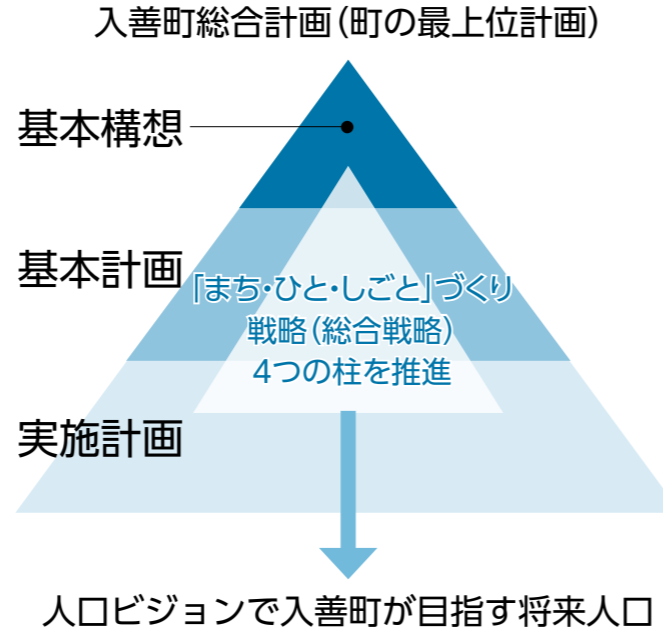 入善町総合計画(町の最上位計画)
基本構想
基本計画
「まち・ひと・しごと」づくり
戦略(総合戦略)
4つの柱を推進
実施計画
人口ビジョンで入善町が目指す将来人口